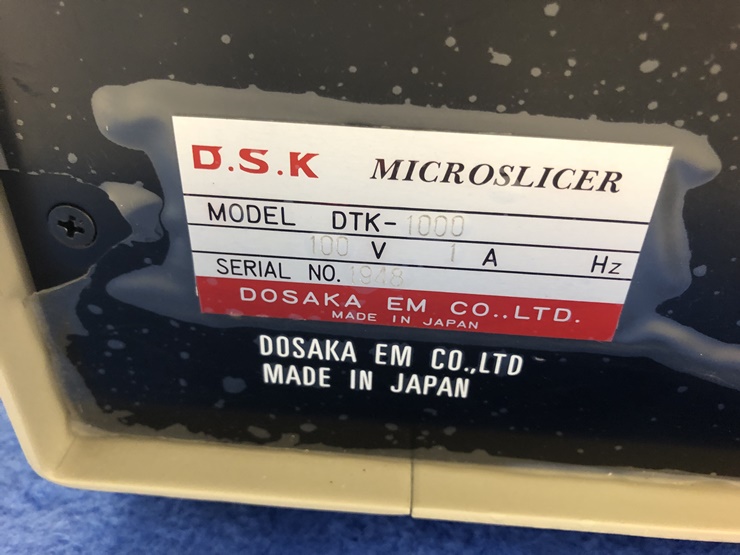 D.S.K MICROSLICER
MODEL DTK-1000
100 V 1 A Hz
SERIAL NO. 1948
DOSAKA EM CO.,LTD.
MADE IN JAPAN
DOSAKA EM CO.,LTD
MADE IN JAPAN